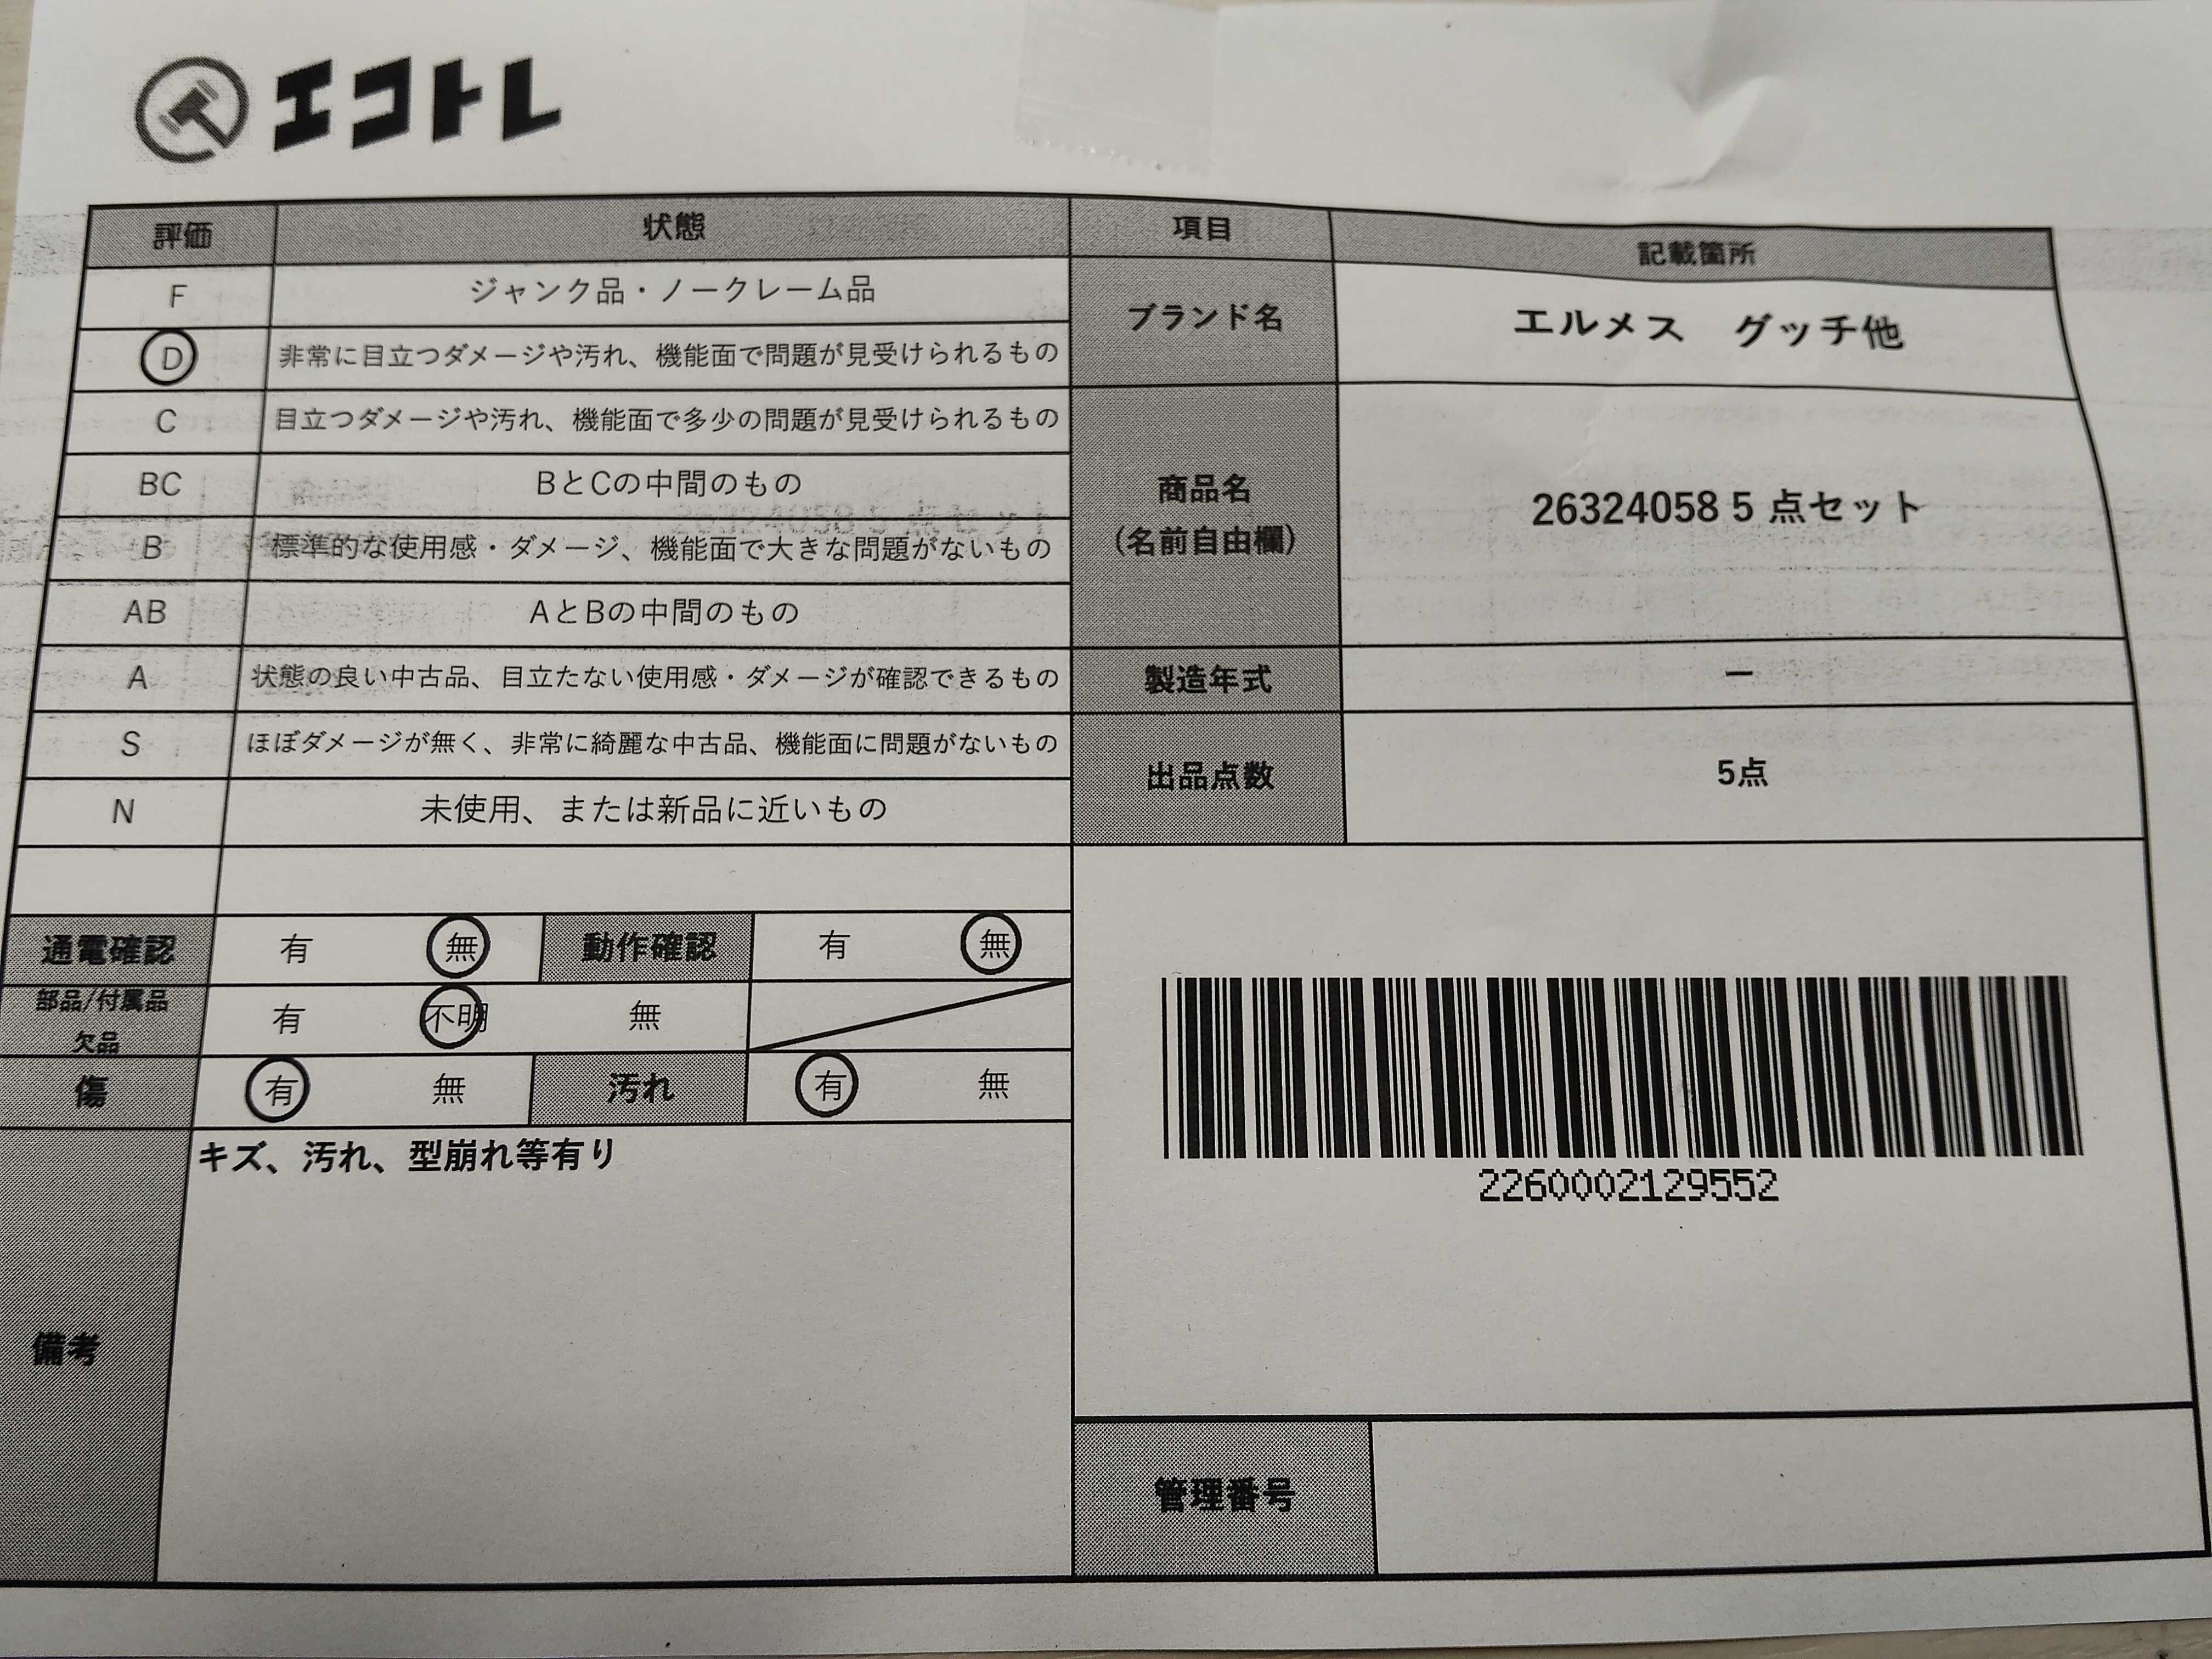 エコトレ
評価 状態 項目 記載箇所
F ジャンク品・ノークレーム品
D 非常に目立つダメージや汚れ、機能面で問題が見受けられるもの
ブランド名 エルメス グッチ他
C 目立つダメージや汚れ、機能面で多少の問題が見受けられるもの
BC BとCの中間のもの
B 標準的な使用感・ダメージ、機能面で大きな問題がないもの
AB AとBの中間のもの
商品名
(名前自由欄)
26324058 5 点セット
A 状態の良い中古品、目立たない使用感・ダメージが確認できるもの
製造年式 ー
S ほぼダメージが無く、非常に綺麗な中古品、機能面に問題がないもの
N 未使用、または新品に近いもの
出品点数 5点
通電確認 有 無 動作確認 有 無
部品/付属品
欠品
有 不明 無
傷 有 無 汚れ 有 無
備考
キズ、汚れ、型崩れ等有り
2260002129552
管理番号